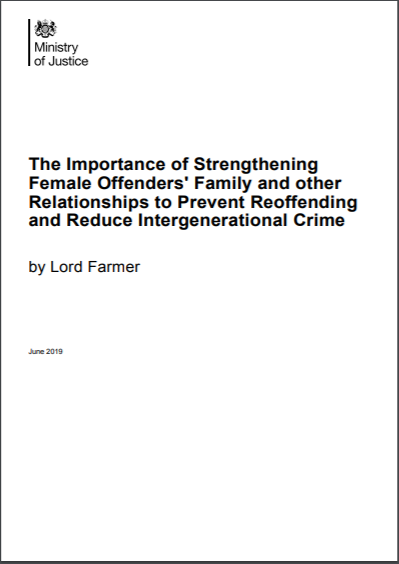 Ministry
of Justice
The Importance of Strengthening
Female Offenders' Family and other
Relationships to Prevent Reoffending
and Reduce Intergenerational Crime
by Lord Farmer
June 2019